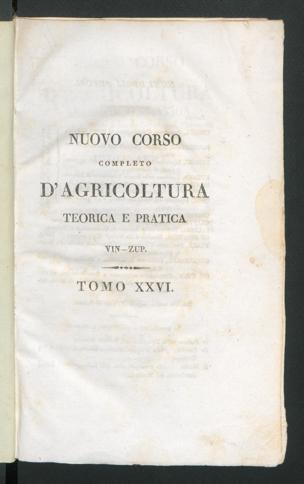 NUOVO CORSO
COMPLETO
D'AGRICOLTURA
TEORICA E PRATICA
VIN–ZUP.
TOMO XXVI.